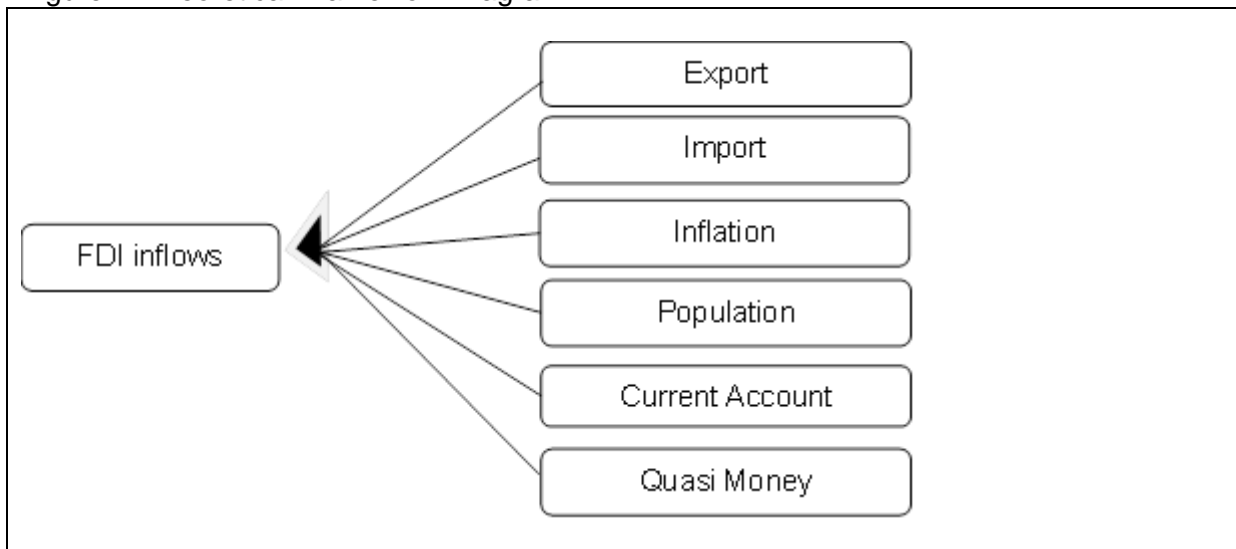 Export
Import
Inflation
FDI inflows
Population
Current Account
Quasi Money